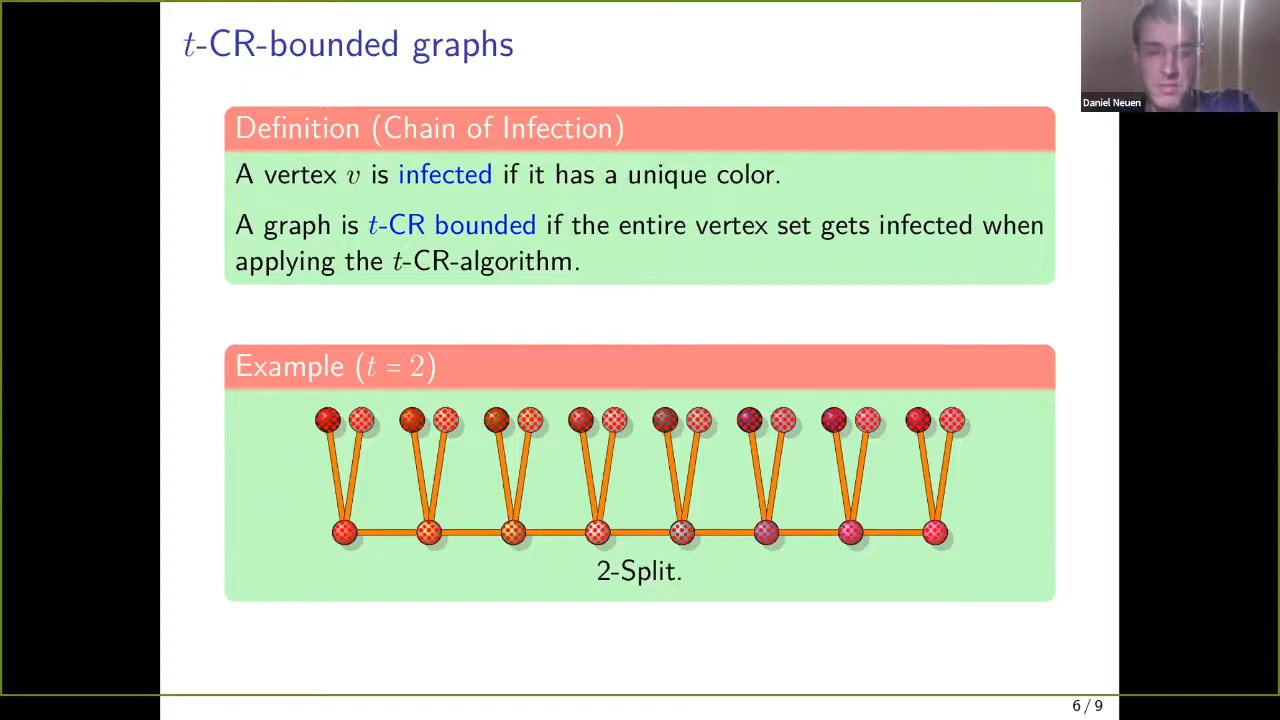 t-CR-bounded graphs
Daniel Neuen
Definition (Chain of Infection)
A vertex v is infected if it has a unique color.
A graph is t-CR bounded if the entire vertex set gets infected when
applying the t-CR-algorithm.
Example (t = 2)
2-Split.
6 / 9